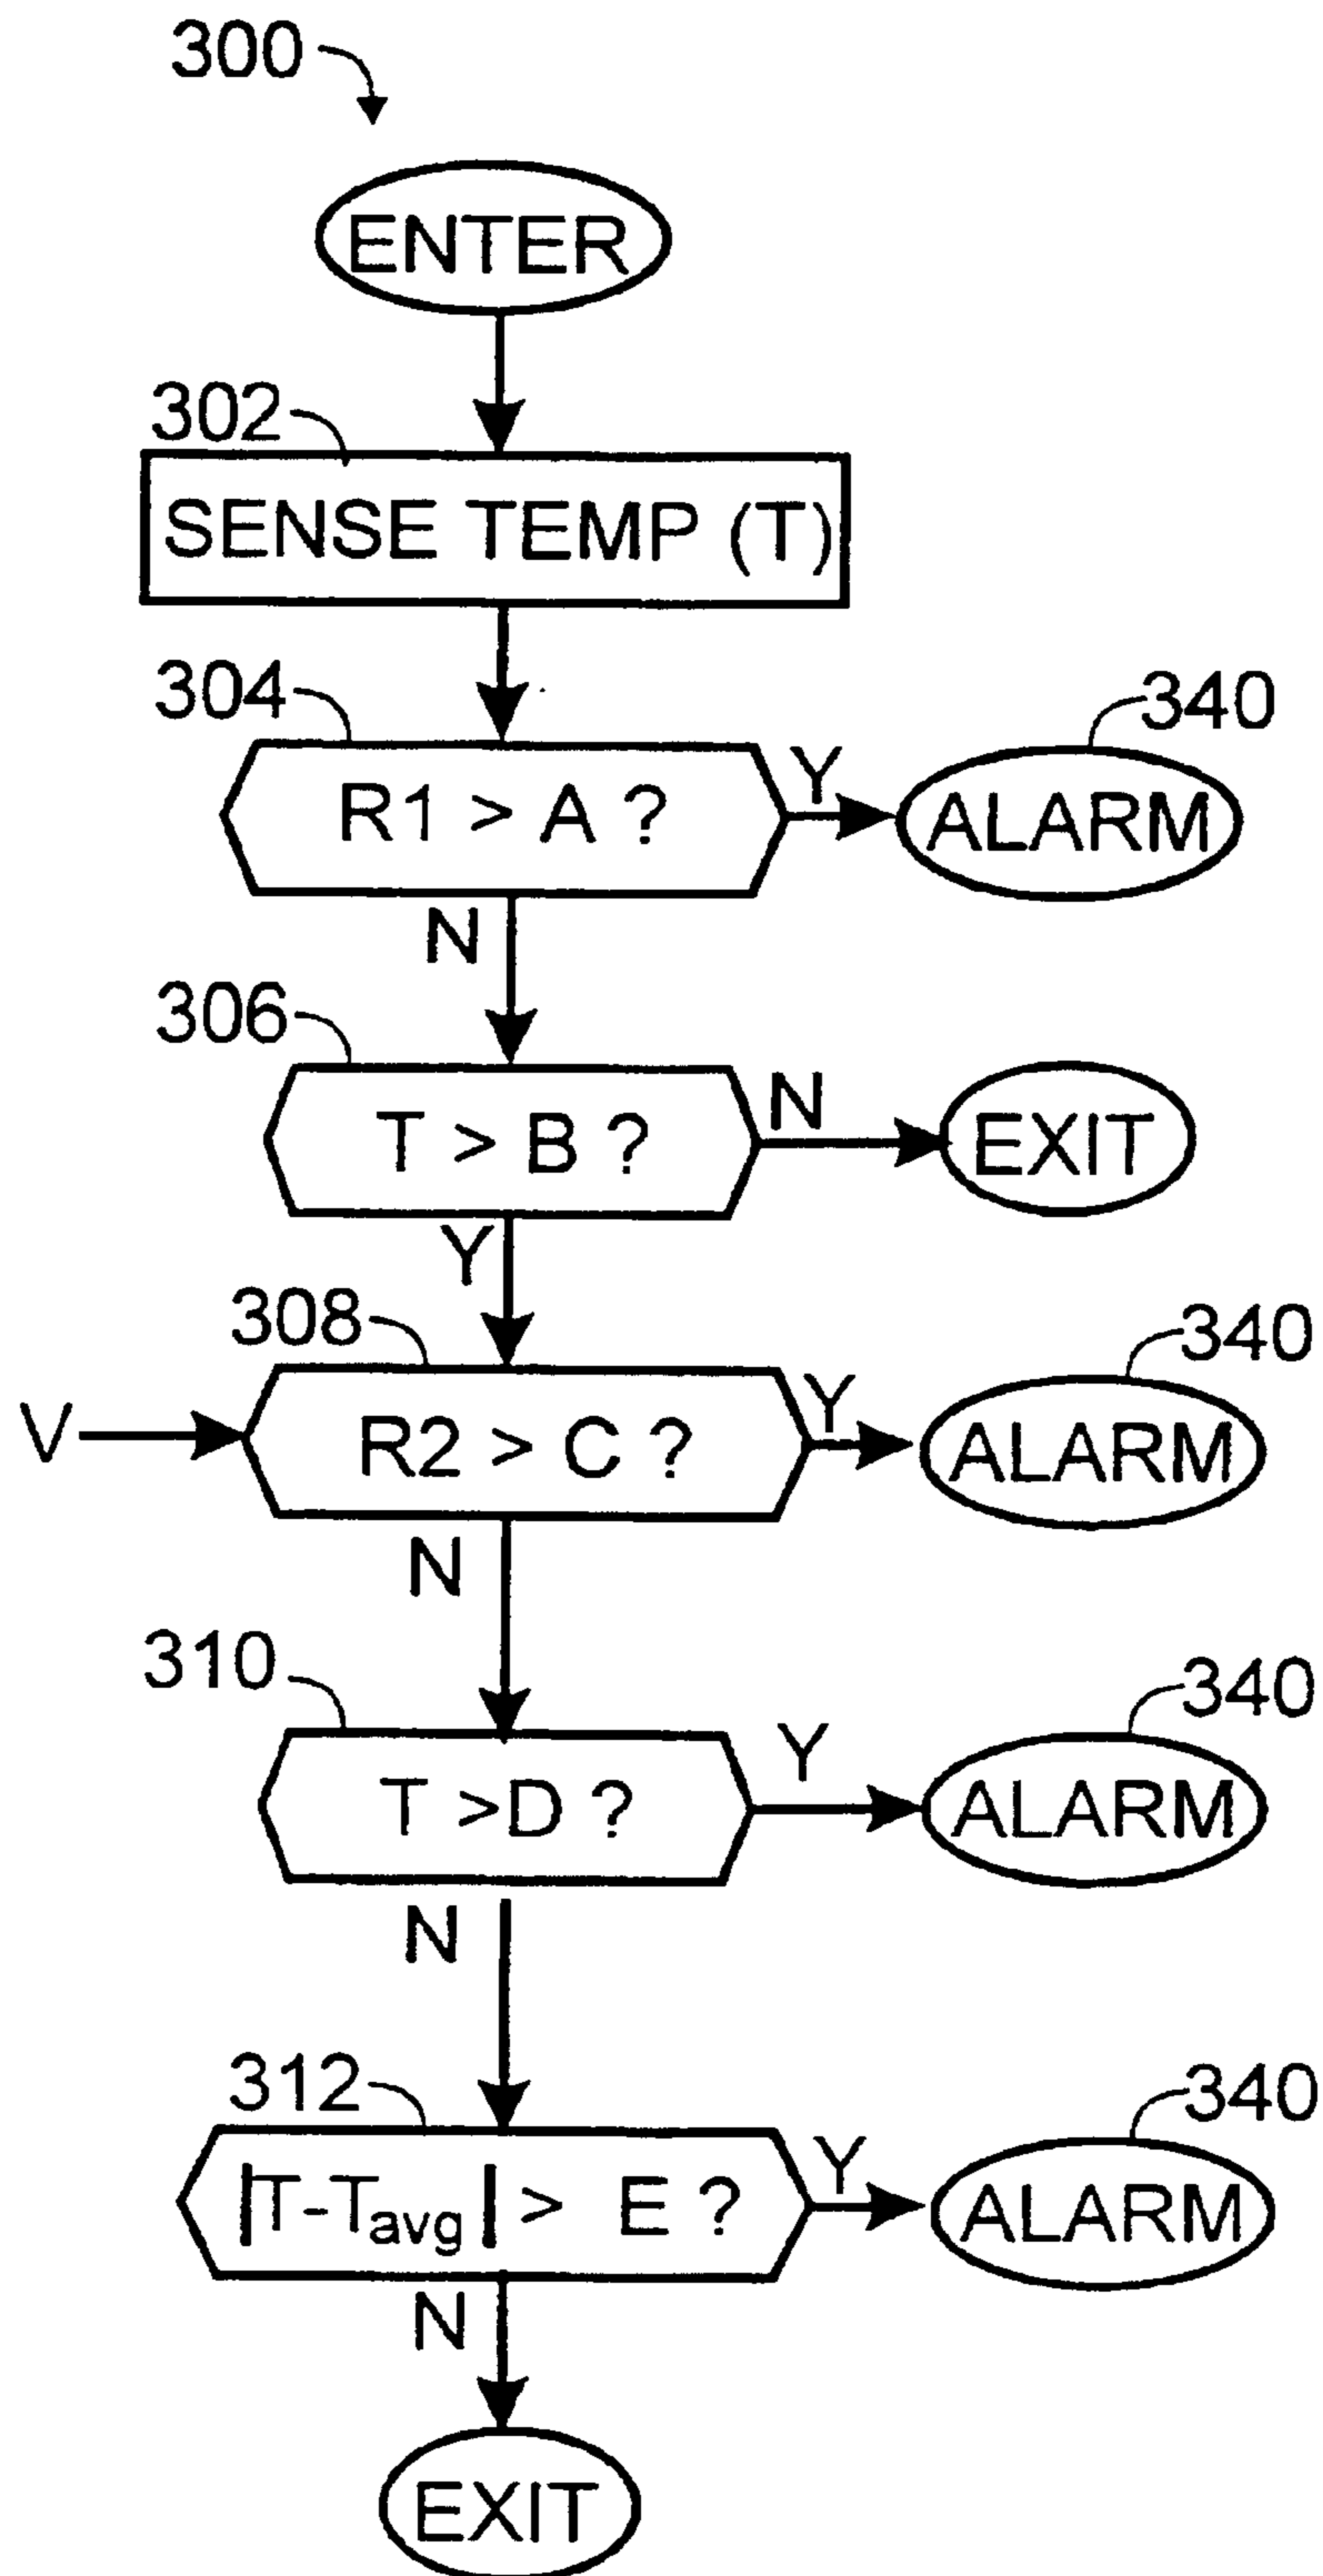 300
ENTER
302
SENSE TEMP (T)
304
340
R1 > A ?
Y
ALARM
N
306
T > B ?
N
EXIT
Y
308
340
V
R2 > C ?
Y
ALARM
N
310
340
T >D ?
Y
ALARM
N
312
340
|T-Tavg| > E ?
Y
ALARM
N
EXIT